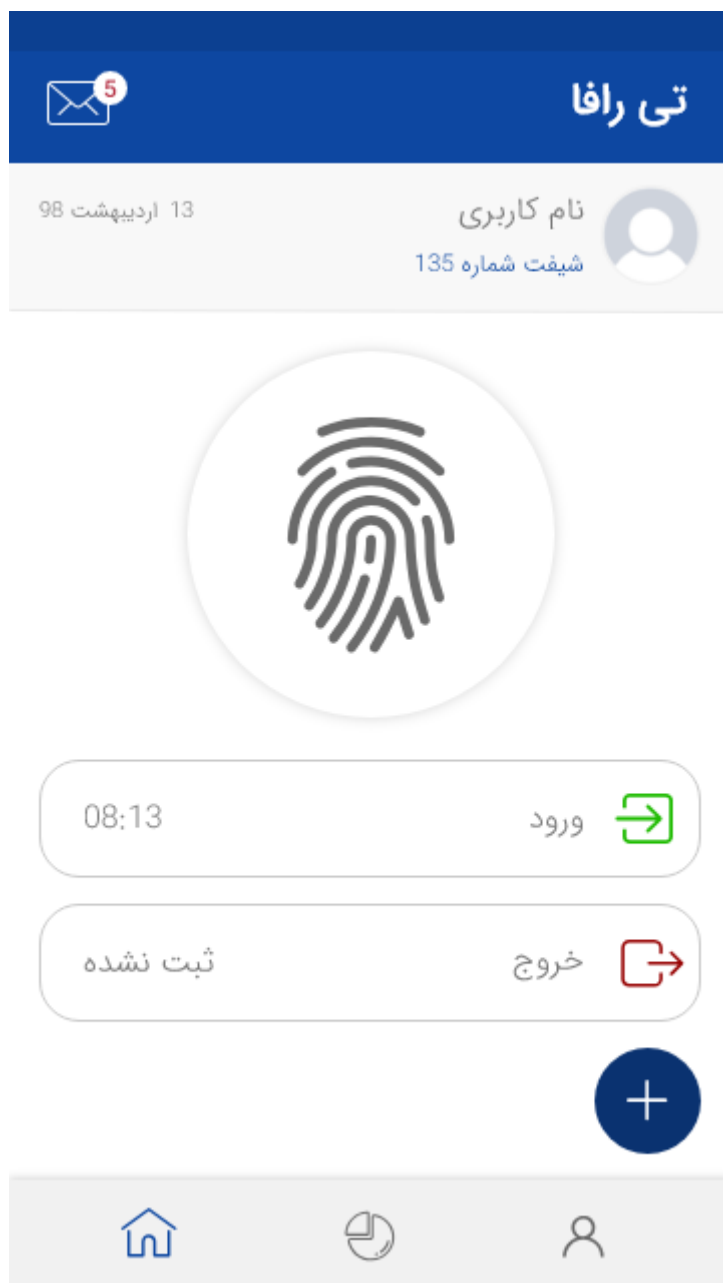 تی رافا
5
نام کاربری
13 اردیبهشت 98
شیفت شماره 135
ورود 08:13
خروج ثبت نشده